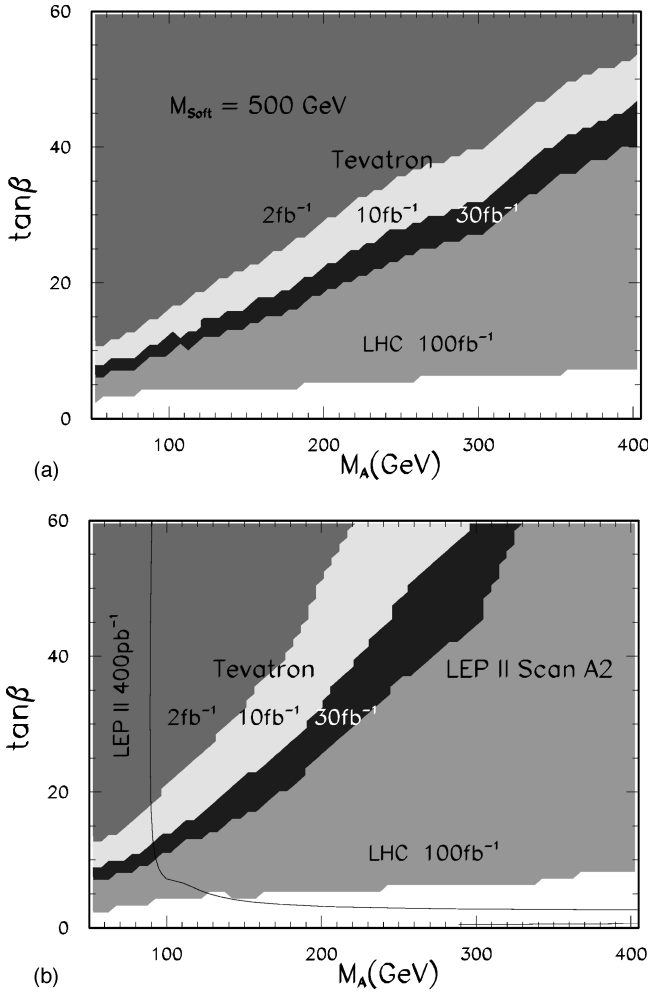 60
M_Soft = 500 GeV
40
Tevatron
tanβ
2fb⁻¹ 10fb⁻¹ 30fb⁻¹
20
LHC 100fb⁻¹
0
100 200 300 400
M_A(GeV)
(a)
60
LEP II 400pb⁻¹
40
Tevatron
LEP II Scan A2
tanβ
2fb⁻¹ 10fb⁻¹ 30fb⁻¹
20
LHC 100fb⁻¹
0
100 200 300 400
M_A(GeV)
(b)